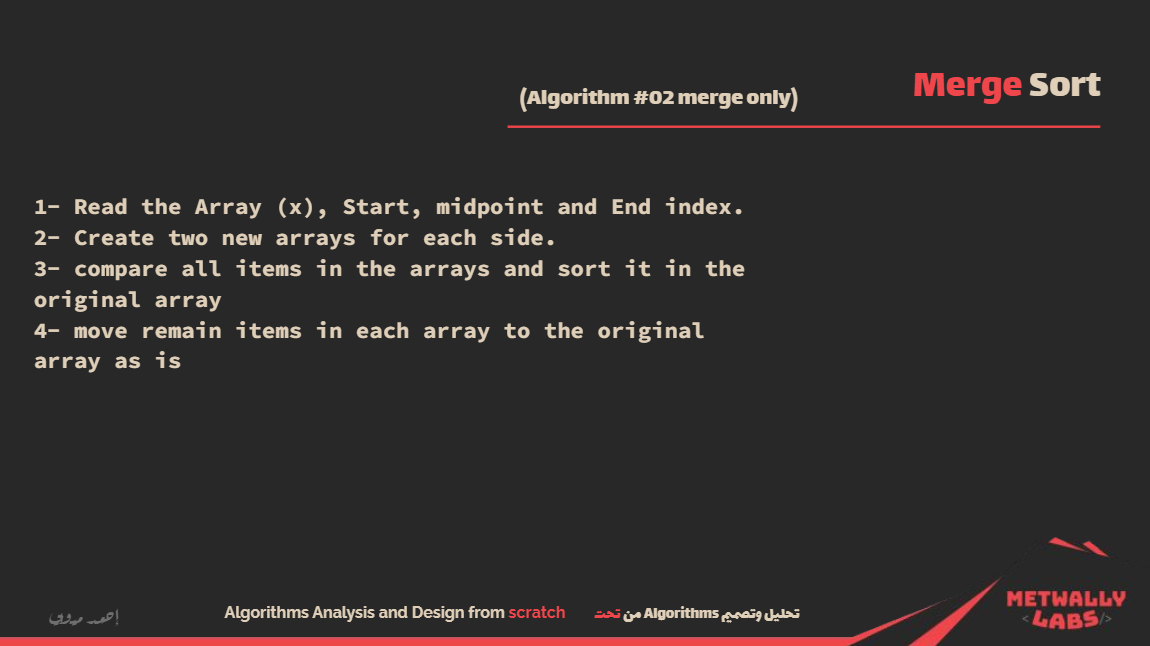 Merge Sort
(Algorithm #02 merge only)
1- Read the Array (x), Start, midpoint and End index.
2- Create two new arrays for each side.
3- compare all items in the arrays and sort it in the
original array
4- move remain items in each array to the original
array as is
Algorithms Analysis and Design from scratch
تحليل وتصميم Algorithms من تحت
METWALLY
<LABS/>